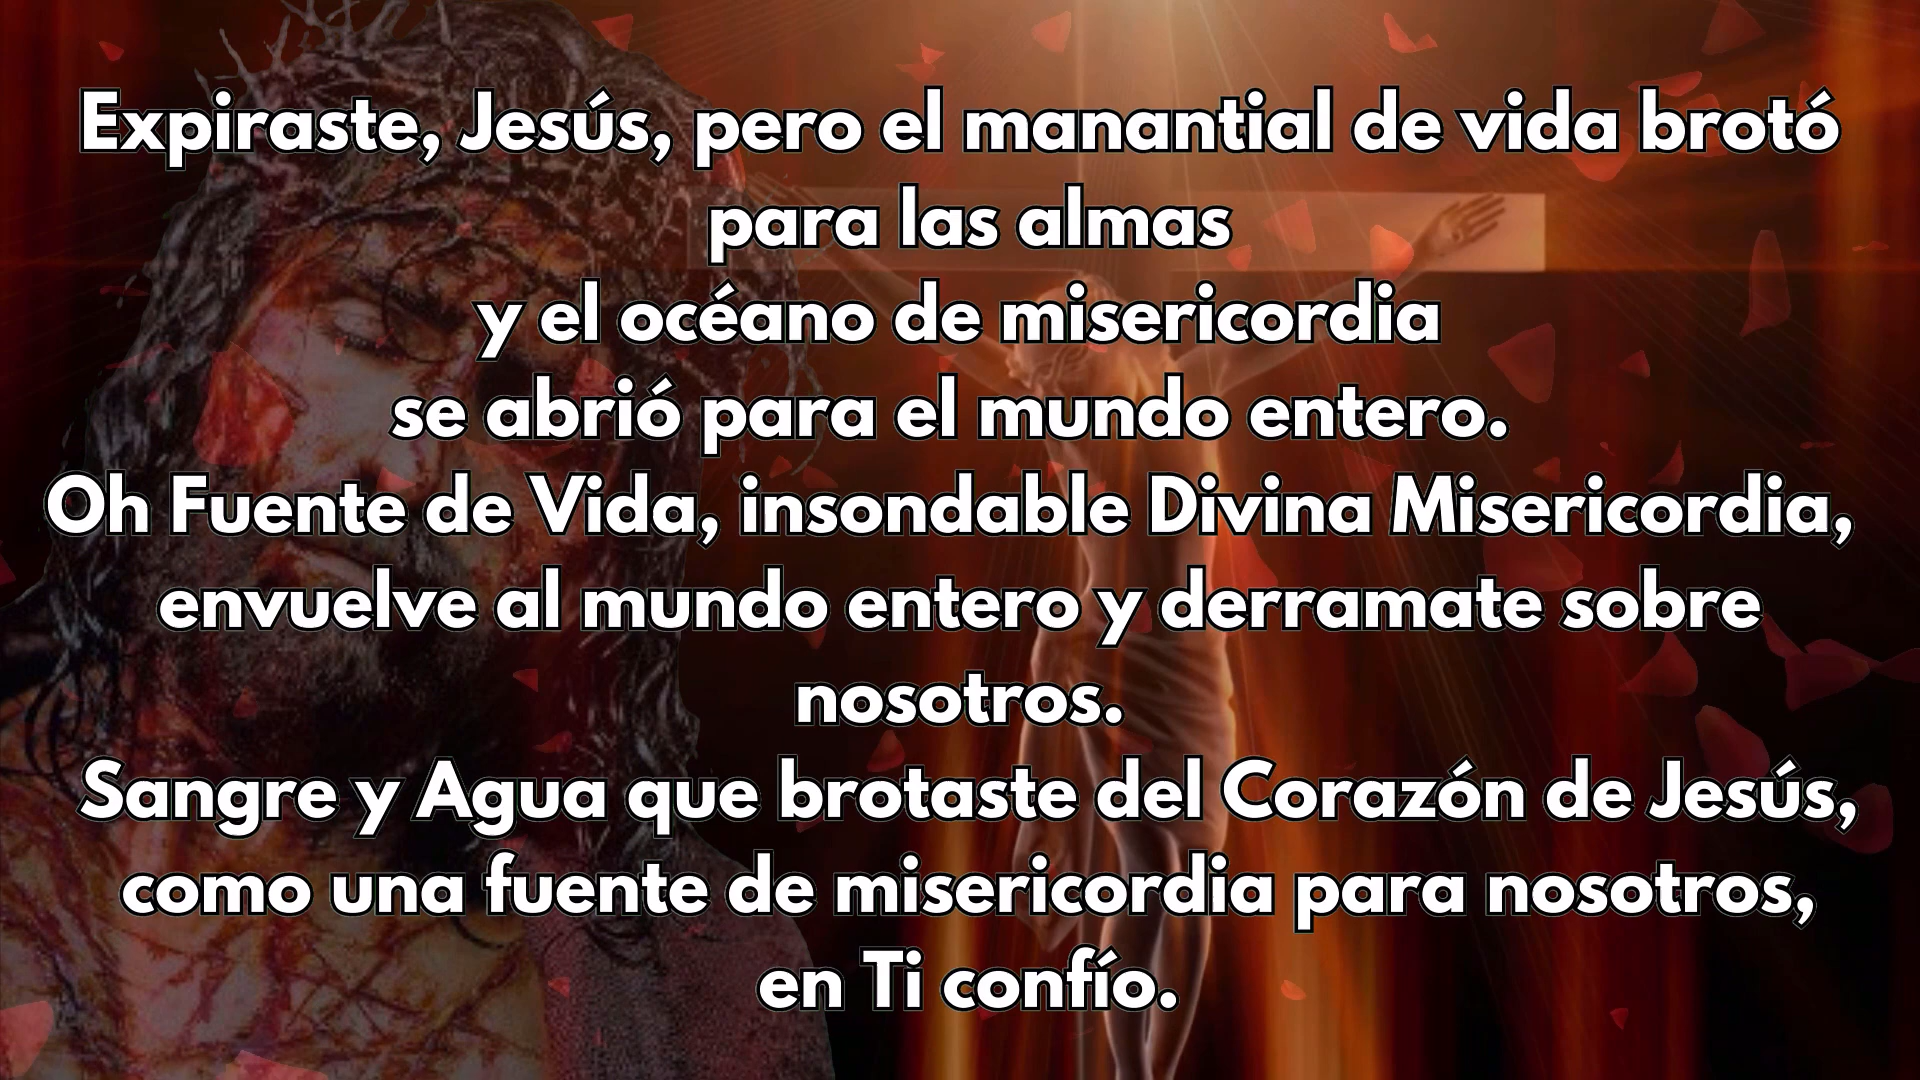 Expiraste, Jesús, pero el manantial de vida brotó
para las almas
y el océano de misericordia
se abrió para el mundo entero.
Oh Fuente de Vida, insondable Divina Misericordia,
envuelve al mundo entero y derramate sobre
nosotros.
Sangre y Agua que brotaste del Corazón de Jesús,
como una fuente de misericordia para nosotros,
en Ti confío.